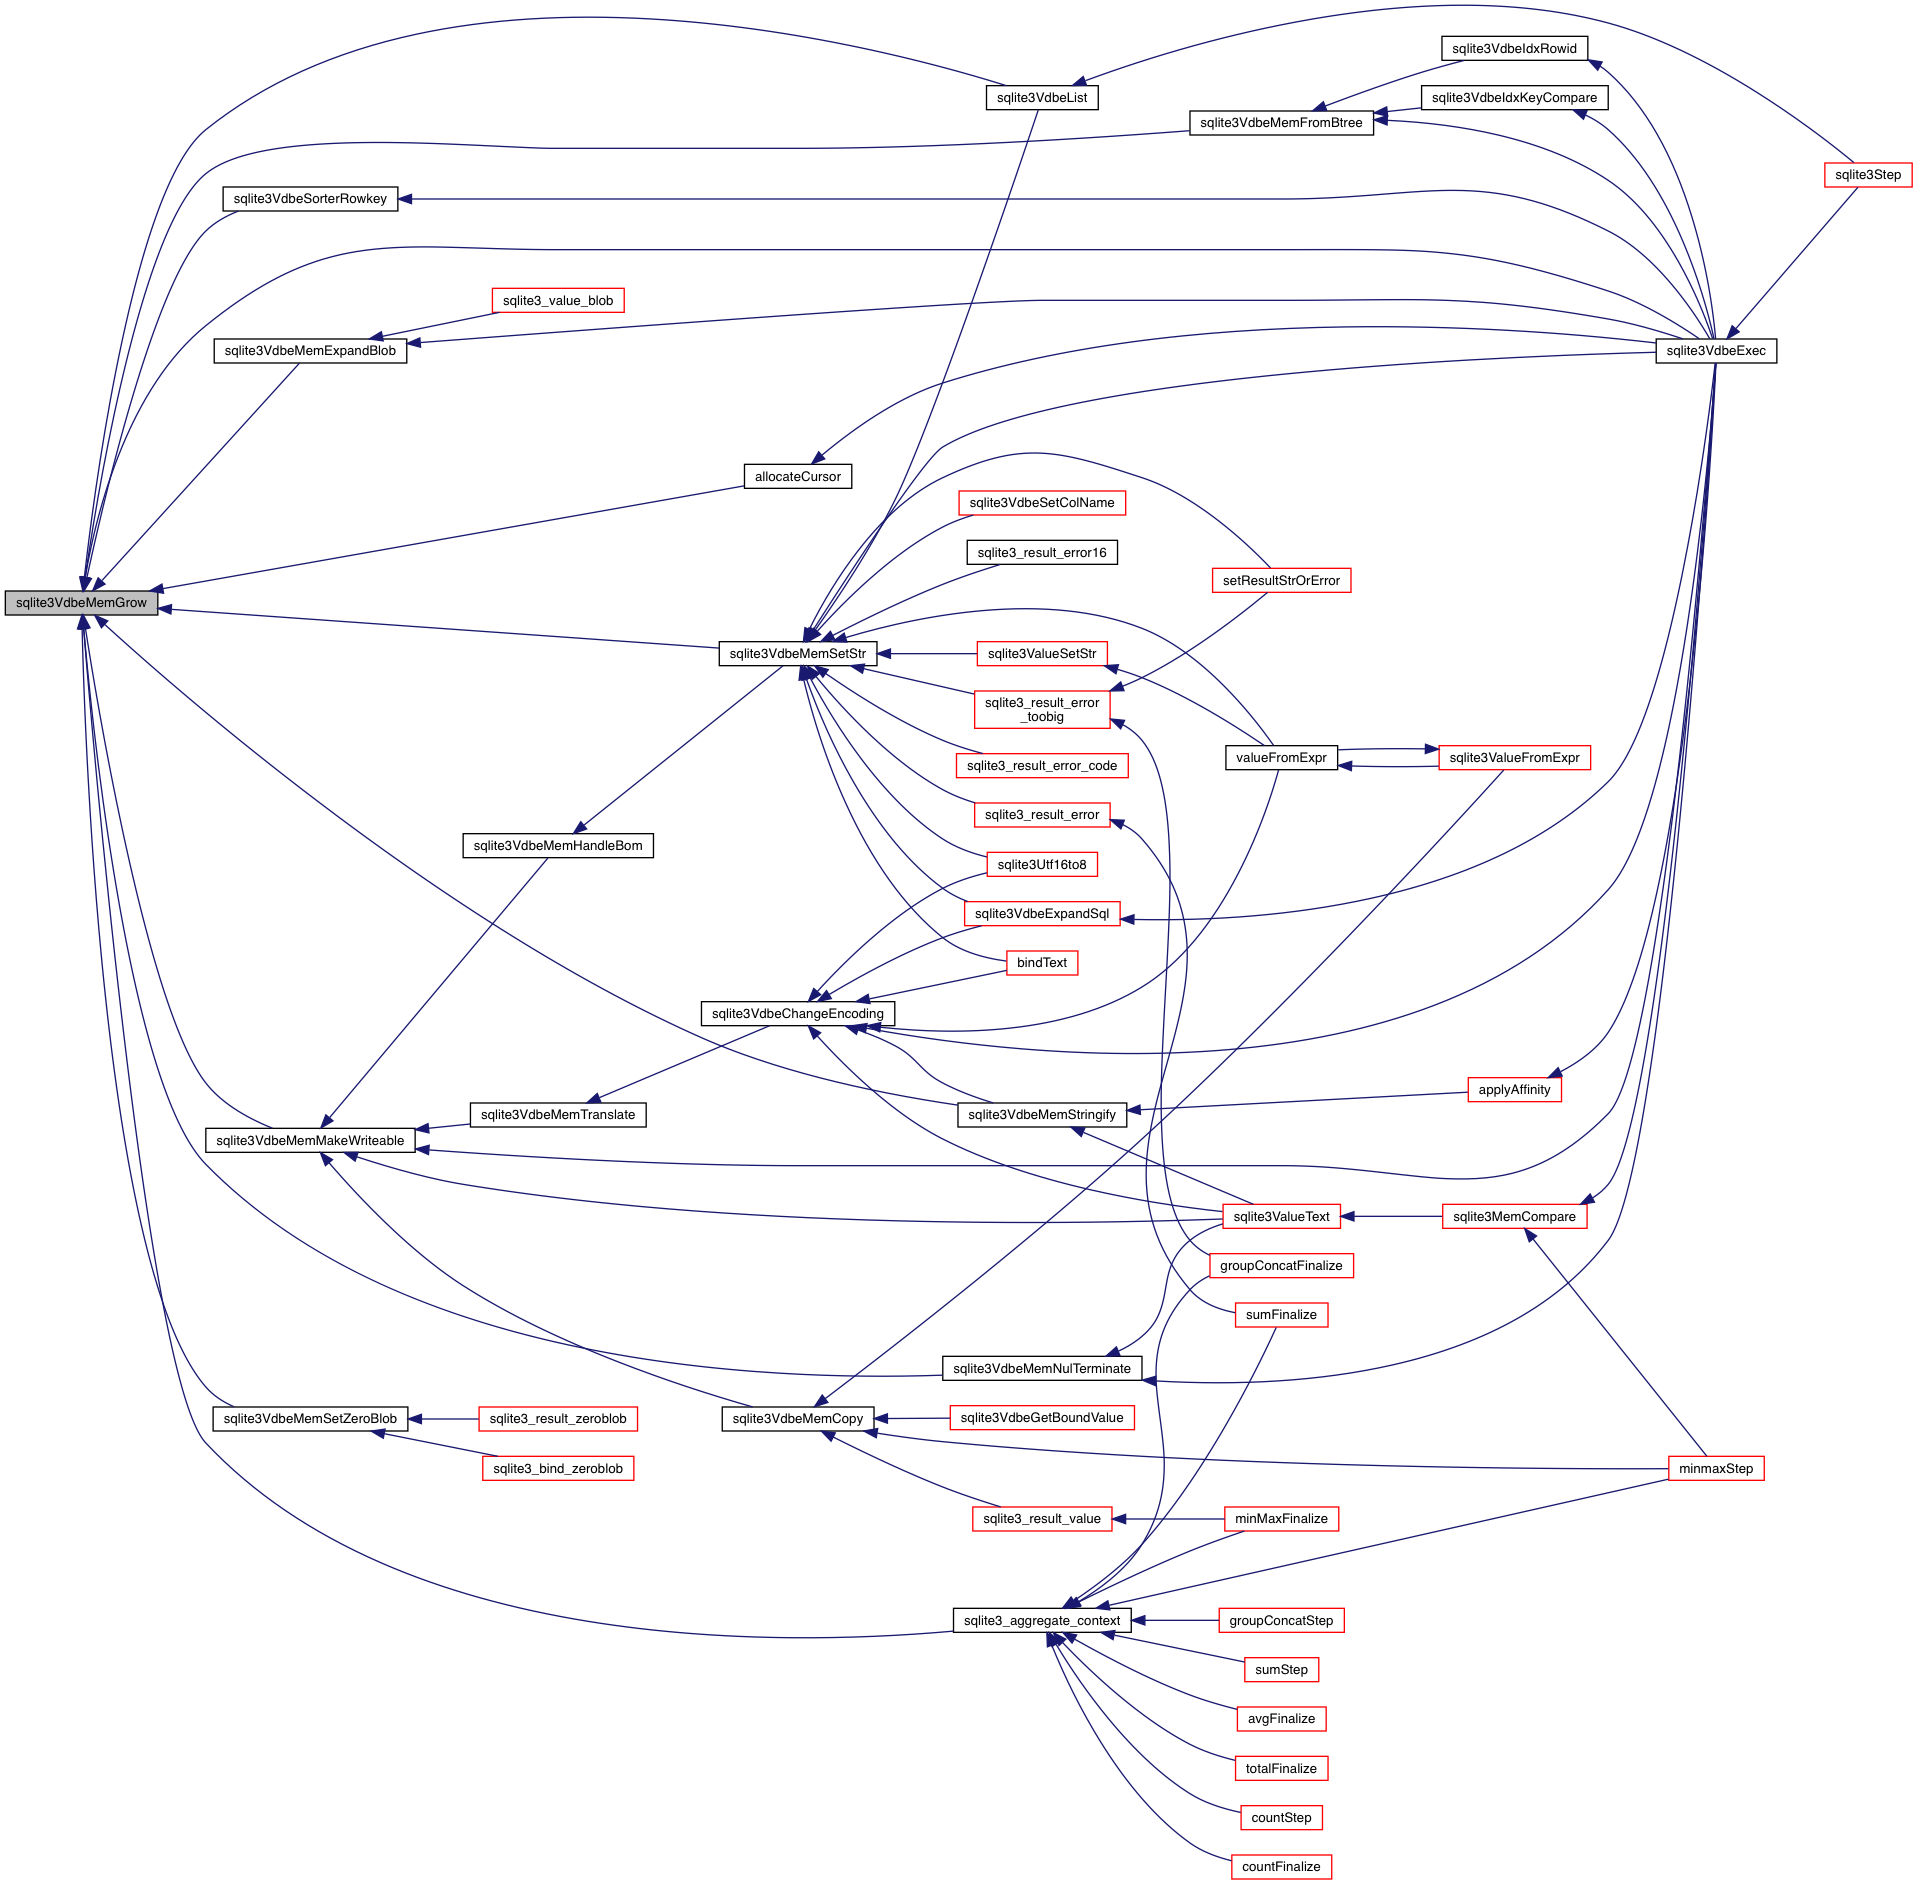 sqlite3VdbeIdxRowid
sqlite3VdbeList
sqlite3VdbeIdxKeyCompare
sqlite3VdbeMemFromBtree
sqlite3Step
sqlite3VdbeSorterRowkey
sqlite3_value_blob
sqlite3VdbeMemExpandBlob
sqlite3VdbeExec
allocateCursor
sqlite3VdbeSetColName
sqlite3_result_error16
setResultStrOrError
sqlite3VdbeMemGrow
sqlite3VdbeMemSetStr
sqlite3ValueSetStr
sqlite3_result_error
_toobig
valueFromExpr
sqlite3ValueFromExpr
sqlite3_result_error_code
sqlite3_result_error
sqlite3VdbeMemHandleBom
sqlite3Utf16to8
sqlite3VdbeExpandSql
bindText
sqlite3VdbeChangeEncoding
applyAffinity
sqlite3VdbeMemTranslate
sqlite3VdbeMemStringify
sqlite3VdbeMemMakeWriteable
sqlite3ValueText
sqlite3MemCompare
groupConcatFinalize
sumFinalize
sqlite3VdbeMemNulTerminate
sqlite3VdbeMemSetZeroBlob
sqlite3_result_zeroblob
sqlite3VdbeMemCopy
sqlite3VdbeGetBoundValue
sqlite3_bind_zeroblob
minmaxStep
sqlite3_result_value
minMaxFinalize
sqlite3_aggregate_context
groupConcatStep
sumStep
avgFinalize
totalFinalize
countStep
countFinalize